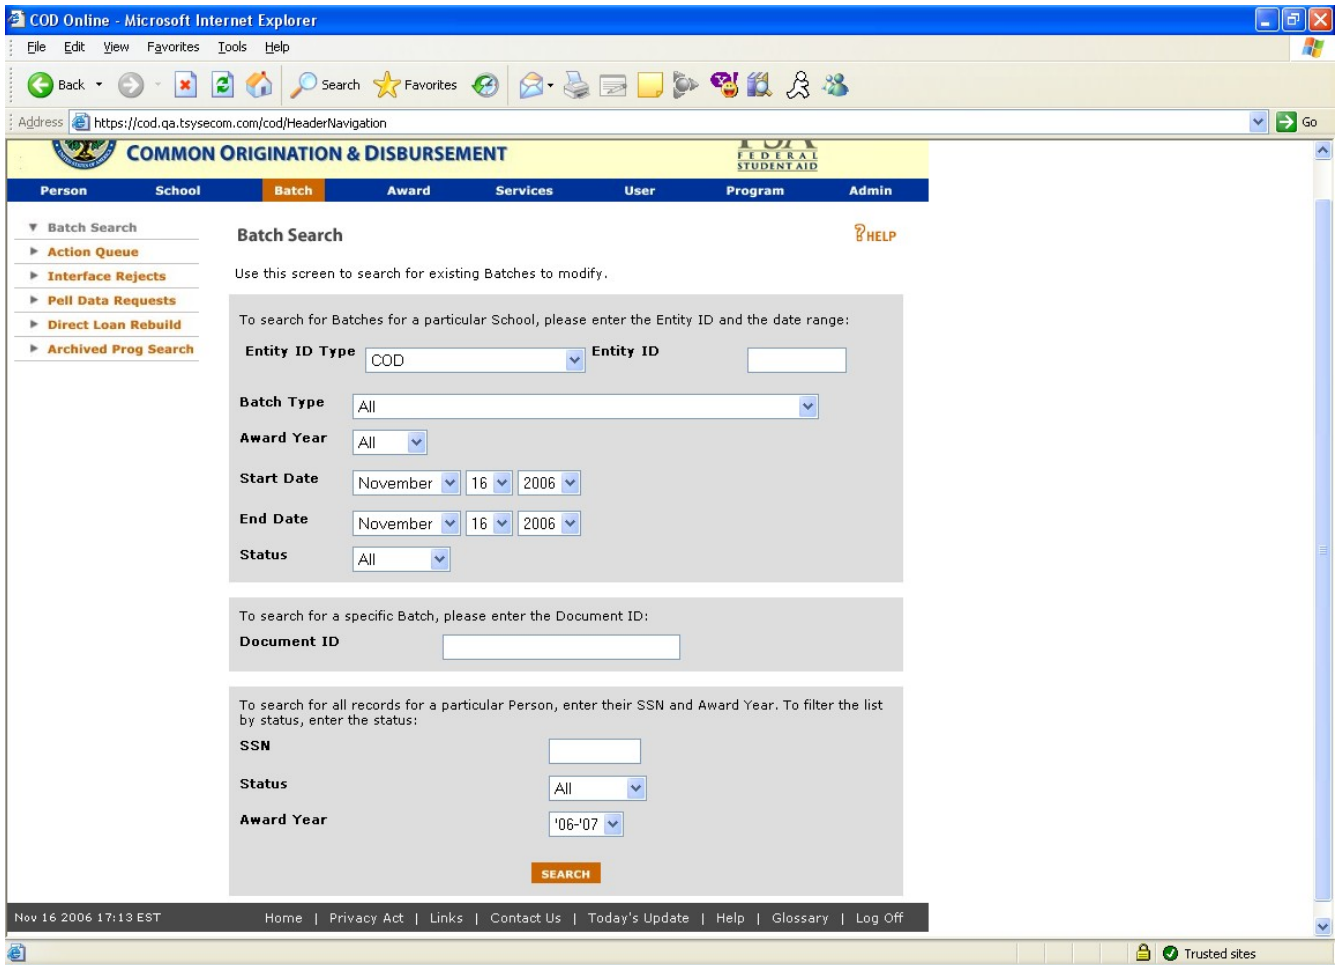 COD Online - Microsoft Internet Explorer
File Edit View Favorites Tools Help
Back Search Favorites
Address https://cod.qa.tsysecom.com/cod/HeaderNavigation Go
COMMON ORIGINATION & DISBURSEMENT
FSA
FEDERAL
STUDENT AID
Person School Batch Award Services User Program Admin
Batch Search
Action Queue
Interface Rejects
Pell Data Requests
Direct Loan Rebuild
Archived Prog Search
Batch Search
?HELP
Use this screen to search for existing Batches to modify.
To search for Batches for a particular School, please enter the Entity ID and the date range:
Entity ID Type COD Entity ID
Batch Type All
Award Year All
Start Date November 16 2006
End Date November 16 2006
Status All
To search for a specific Batch, please enter the Document ID:
Document ID
To search for all records for a particular Person, enter their SSN and Award Year. To filter the list
by status, enter the status:
SSN
Status All
Award Year '06-'07
SEARCH
Nov 16 2006 17:13 EST Home | Privacy Act | Links | Contact Us | Today's Update | Help | Glossary | Log Off
Trusted sites